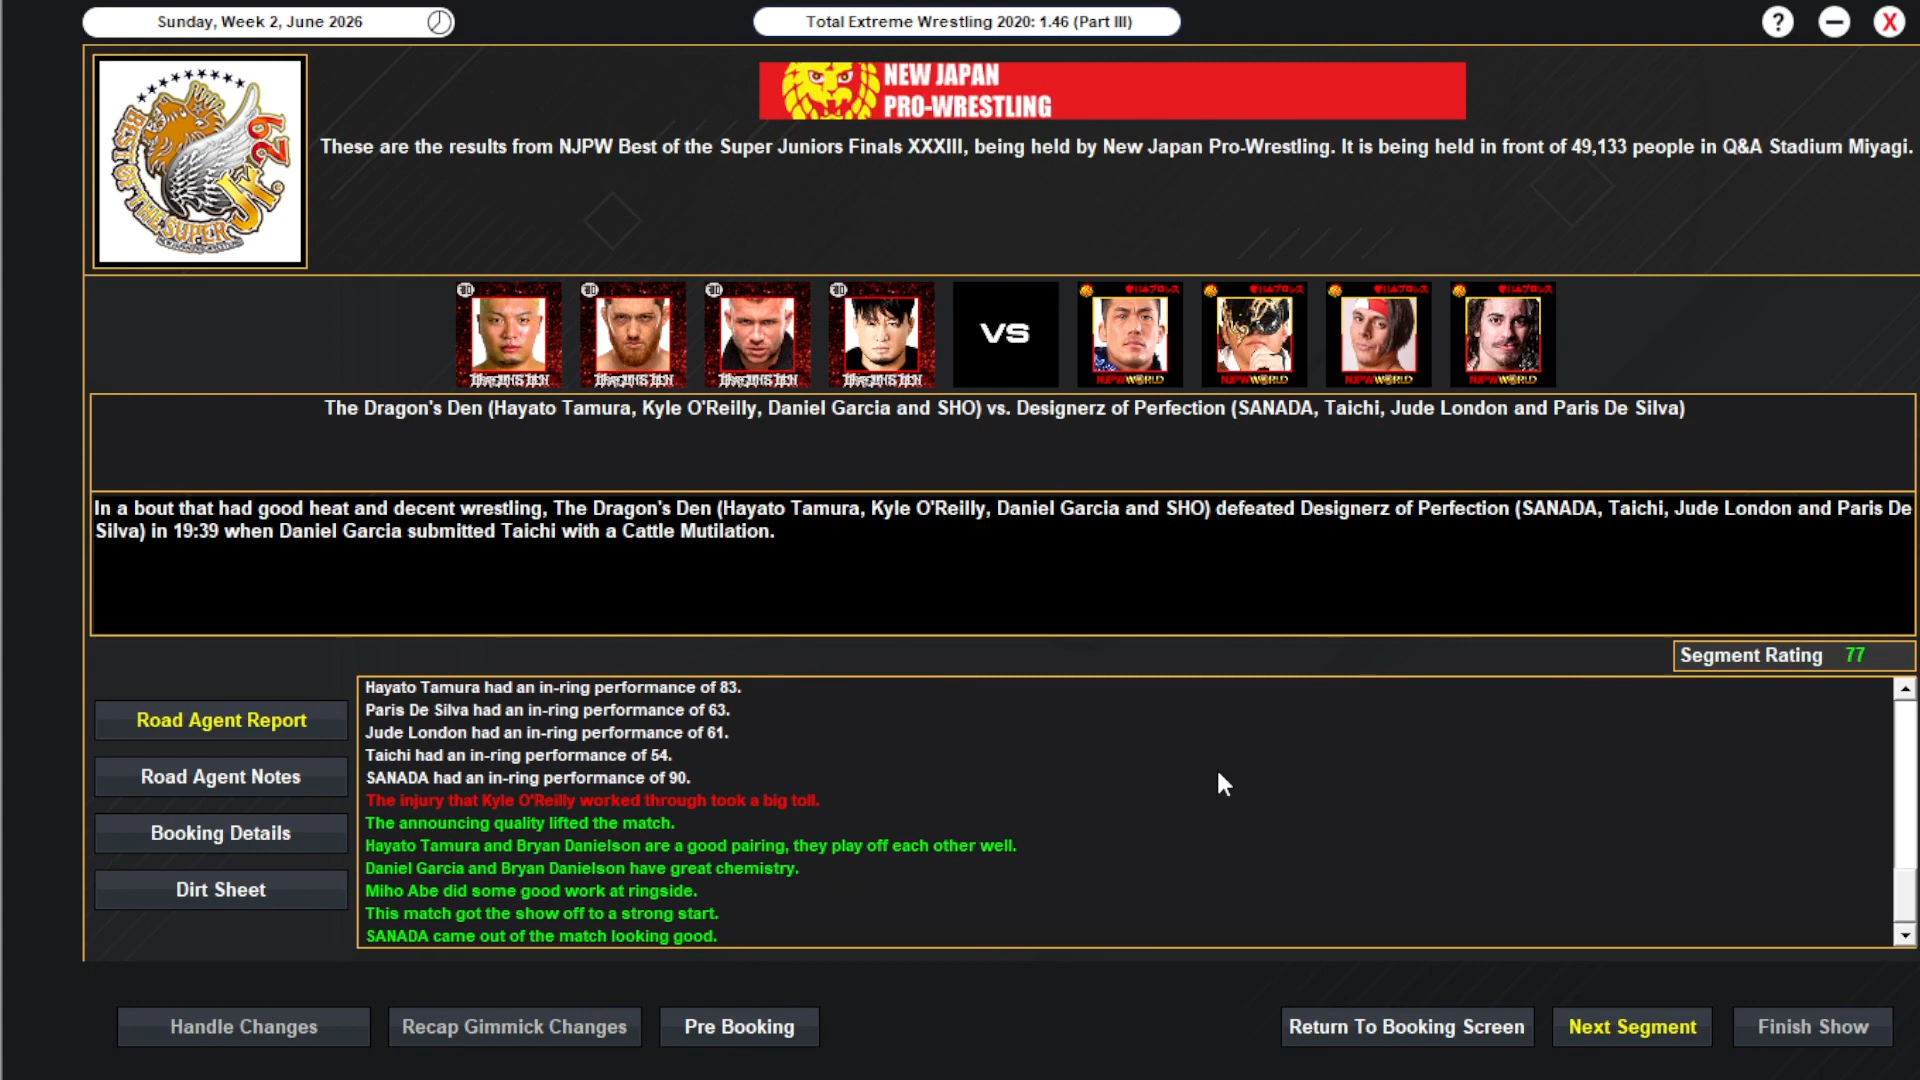 Sunday, Week 2, June 2026
Total Extreme Wrestling 2020: 1.46 (Part III)
?
X
BEST OF THE SUPER Jr. 29
NEW JAPAN
PRO-WRESTLING
These are the results from NJPW Best of the Super Juniors Finals XXXIII, being held by New Japan Pro-Wrestling. It is being held in front of 49,133 people in Q&A Stadium Miyagi.
VS
NJPWWORLD NJPWWORLD NJPWWORLD NJPWWORLD
The Dragon's Den (Hayato Tamura, Kyle O'Reilly, Daniel Garcia and SHO) vs. Designerz of Perfection (SANADA, Taichi, Jude London and Paris De Silva)
In a bout that had good heat and decent wrestling, The Dragon's Den (Hayato Tamura, Kyle O'Reilly, Daniel Garcia and SHO) defeated Designerz of Perfection (SANADA, Taichi, Jude London and Paris De
Silva) in 19:39 when Daniel Garcia submitted Taichi with a Cattle Mutilation.
Segment Rating 77
Road Agent Report
Road Agent Notes
Booking Details
Dirt Sheet
Hayato Tamura had an in-ring performance of 83.
Paris De Silva had an in-ring performance of 63.
Jude London had an in-ring performance of 61.
Taichi had an in-ring performance of 54.
SANADA had an in-ring performance of 90.
The injury that Kyle O'Reilly worked through took a big toll.
The announcing quality lifted the match.
Hayato Tamura and Bryan Danielson are a good pairing, they play off each other well.
Daniel Garcia and Bryan Danielson have great chemistry.
Miho Abe did some good work at ringside.
This match got the show off to a strong start.
SANADA came out of the match looking good.
Handle Changes
Recap Gimmick Changes
Pre Booking
Return To Booking Screen
Next Segment
Finish Show